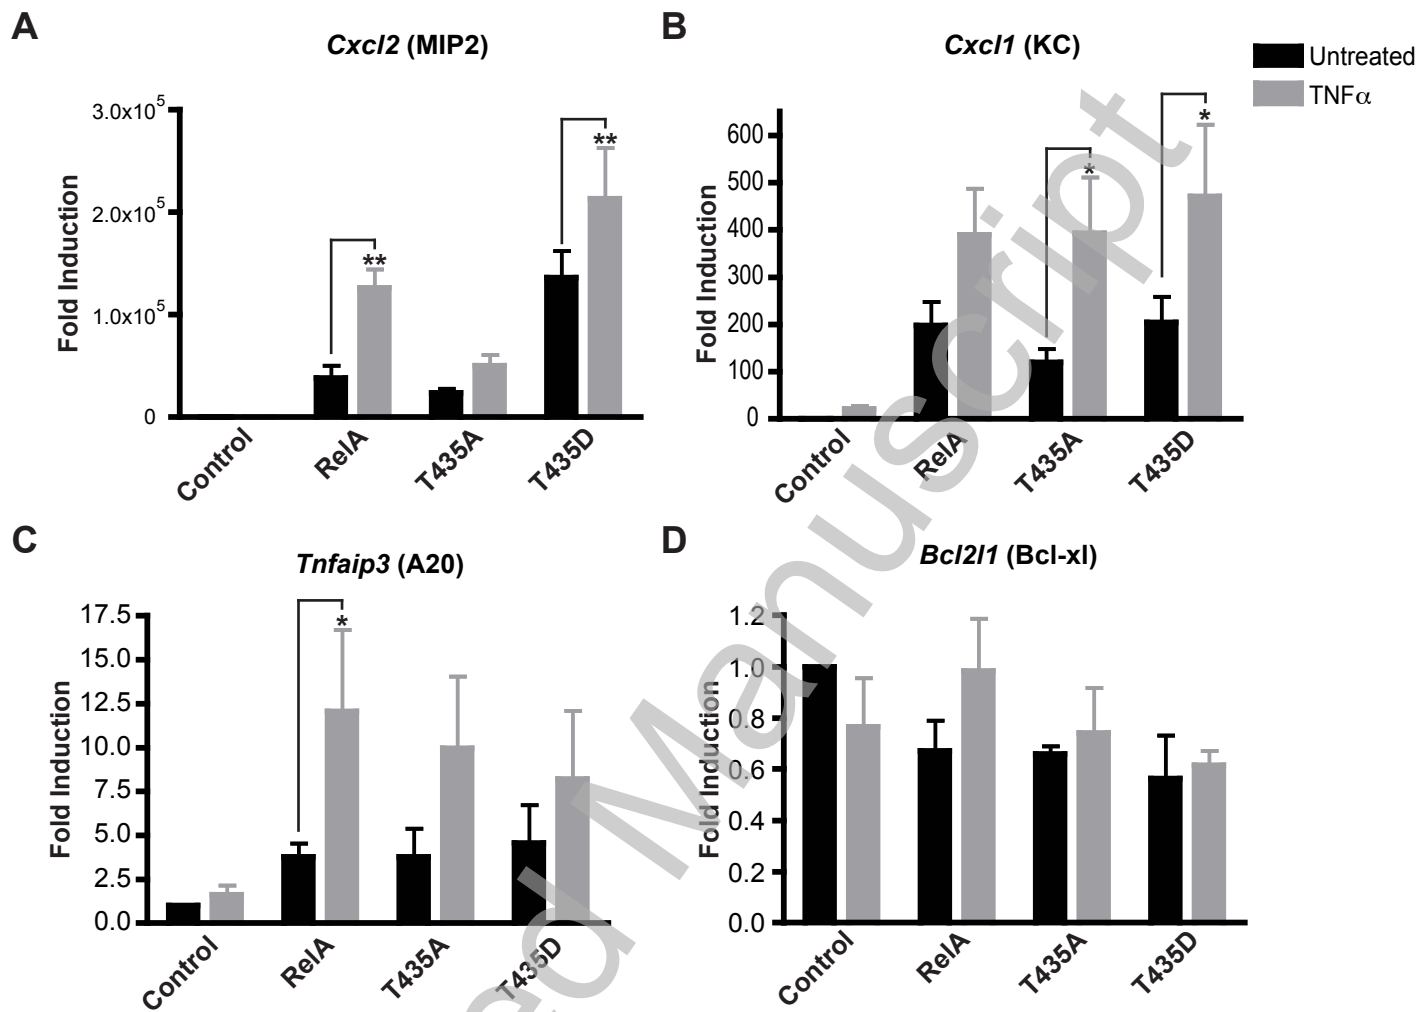 A
Cxcl2 (MIP2)
Fold Induction
3.0x10^5
2.0x10^5
1.0x10^5
0
Control
RelA
T435A
T435D
**
**
B
Cxcl1 (KC)
Fold Induction
600
500
400
300
200
100
0
Control
RelA
T435A
T435D
*
*
Untreated
TNFα
C
Tnfaip3 (A20)
Fold Induction
17.5
15.0
12.5
10.0
7.5
5.0
2.5
0.0
Control
RelA
T435A
T435D
*
D
Bcl2l1 (Bcl-xl)
Fold Induction
1.2
1.0
0.8
0.6
0.4
0.2
0.0
Control
RelA
T435A
T435D
ed Manuscript